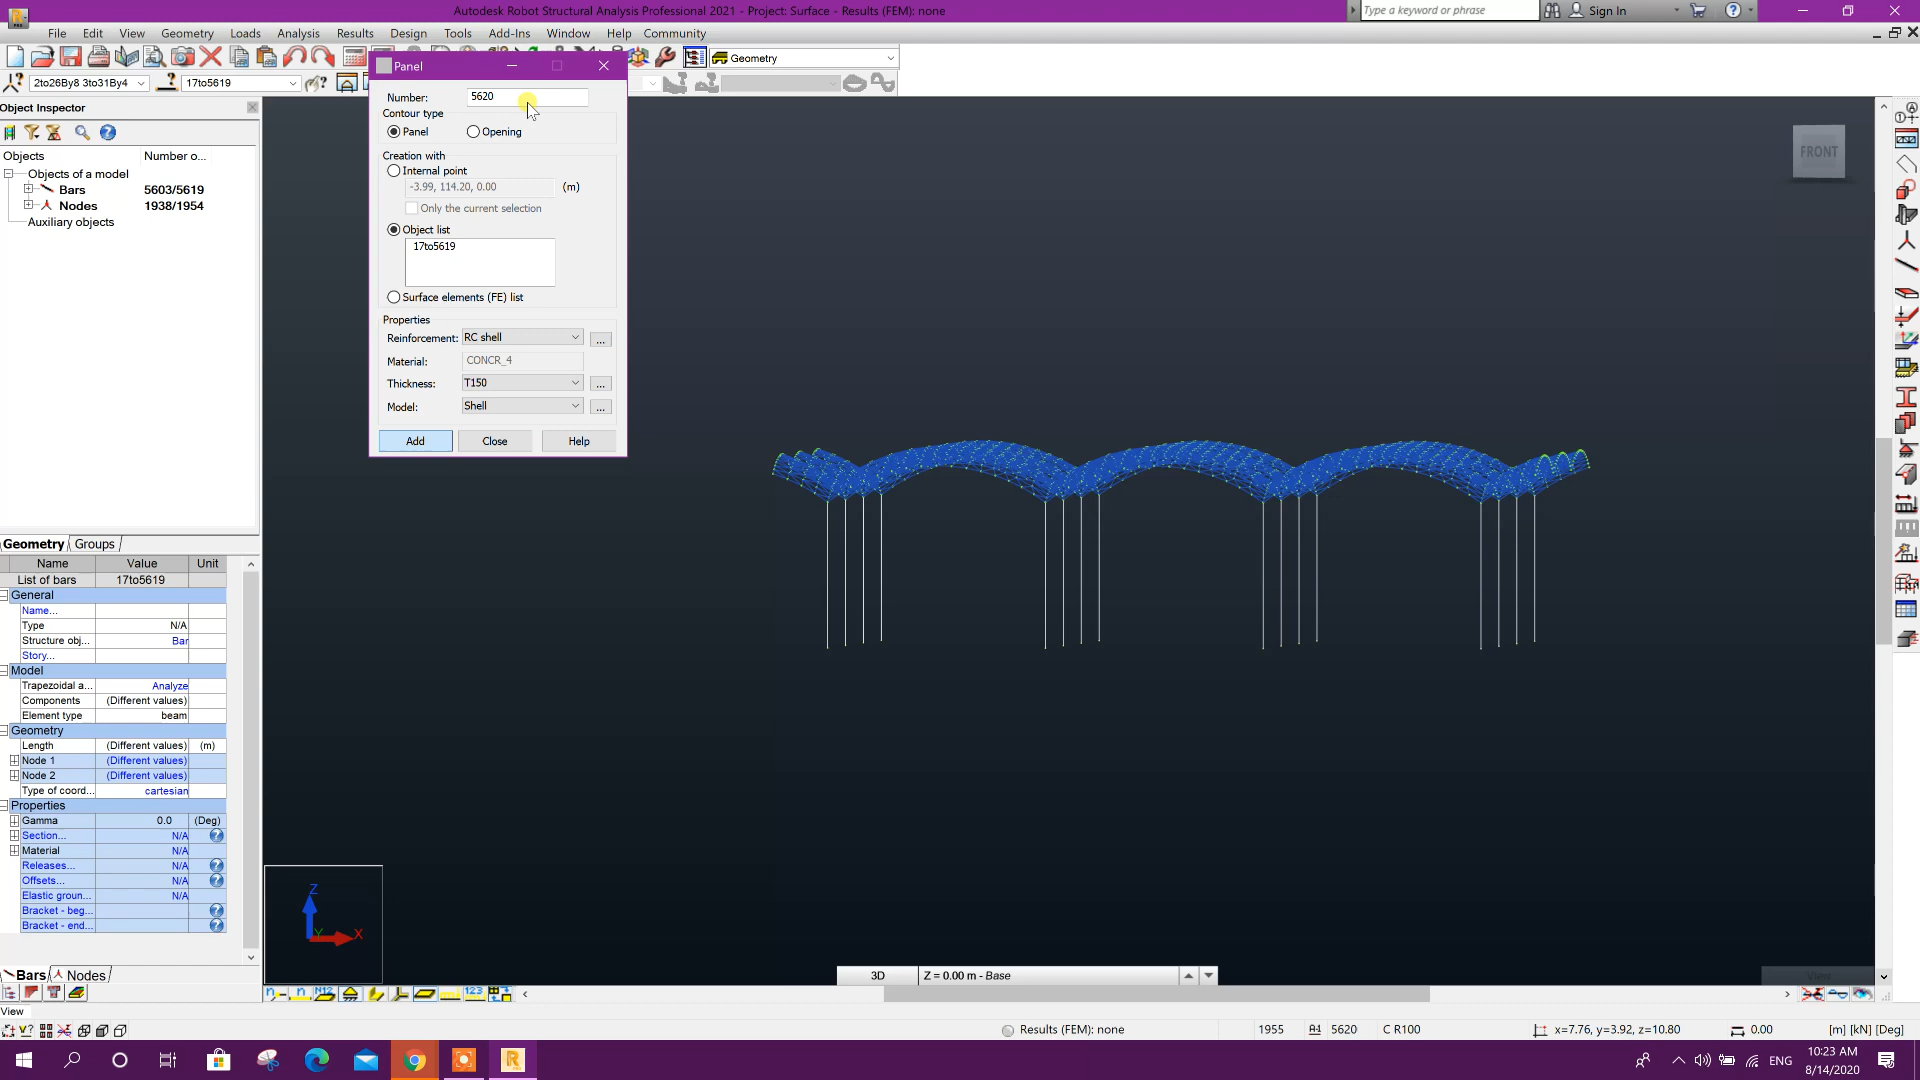 Autodesk Robot Structural Analysis Professional 2021 - Project: Surface - Results (FEM): none
Type a keyword or phrase
Sign In
File Edit View Geometry Loads Analysis Results Design Tools Add-Ins Window Help Community
Geometry
2to26By8 3to31By4
17to5619
Panel
Object Inspector
Number: 5620
Contour type
Panel Opening
Creation with
Internal point
-3.99, 114.20, 0.00 (m)
Only the current selection
Object list
17to5619
Surface elements (FE) list
Properties
Reinforcement: RC shell ...
Material: CONCR_4
Thickness: T150 ...
Model: Shell ...
Add Close Help
Objects Number o...
Objects of a model
Bars 5603/5619
Nodes 1938/1954
Auxiliary objects
FRONT
Geometry Groups
Name Value Unit
List of bars 17to5619
General
Name...
Type N/A
Structure obj... Bar
Story...
Model
Trapezoidal a... Analyze
Components (Different values)
Element type beam
Geometry
Length (Different values) (m)
Node 1 (Different values)
Node 2 (Different values)
Type of coord... cartesian
Properties
Gamma 0.0 (Deg)
Section... N/A
Material N/A
Releases... N/A
Offsets... N/A
Elastic groun... N/A
Bracket - beg...
Bracket - end...
Z
Y
X
3D Z = 0.00 m - Base
Bars Nodes
View
Results (FEM): none 1955 5620 C R100 x=7.76, y=3.92, z=10.80 0.00 [m] [kN] [Deg]
ENG
10:23 AM
8/14/2020